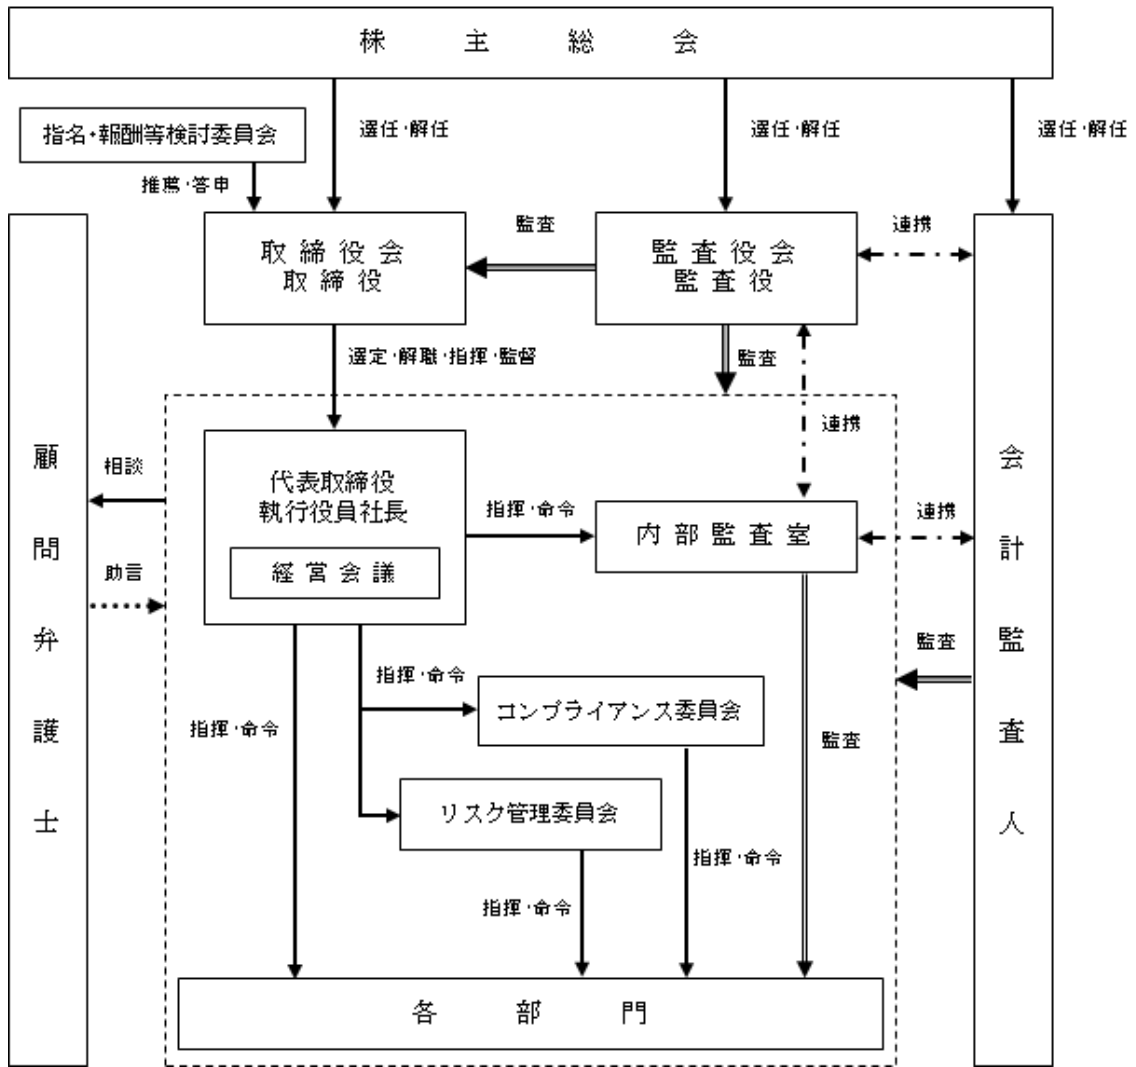 株主総会
選任・解任
選任・解任
選任・解任
指名・報酬等検討委員会
推薦・答申
取締役会
取締役
監査
監査役会
監査役
連携
選定・解職・指揮・監督
監査
連携
顧問弁護士
相談
助言
代表取締役
執行役員社長
経営会議
指揮・命令
内部監査室
連携
会計監査人
監査
指揮・命令
コンプライアンス委員会
指揮・命令
監査
リスク管理委員会
指揮・命令
指揮・命令
各部門